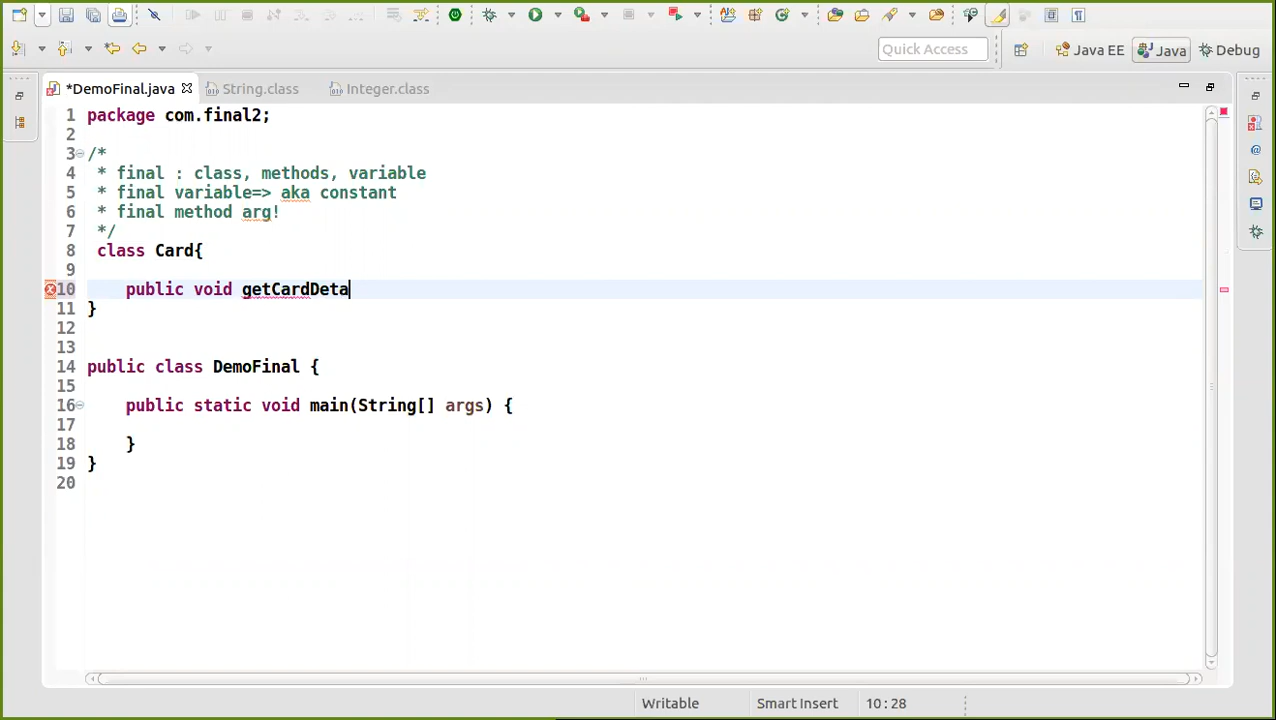 Quick Access
Java EE
Java
Debug
*DemoFinal.java
String.class
Integer.class
1 package com.final2;
2
3 /*
4 * final : class, methods, variable
5 * final variable=> aka constant
6 * final method arg!
7 */
8 class Card{
9
10 public void getCardDeta
11 }
12
13
14 public class DemoFinal {
15
16 public static void main(String[] args) {
17
18 }
19 }
20
Writable
Smart Insert
10:28